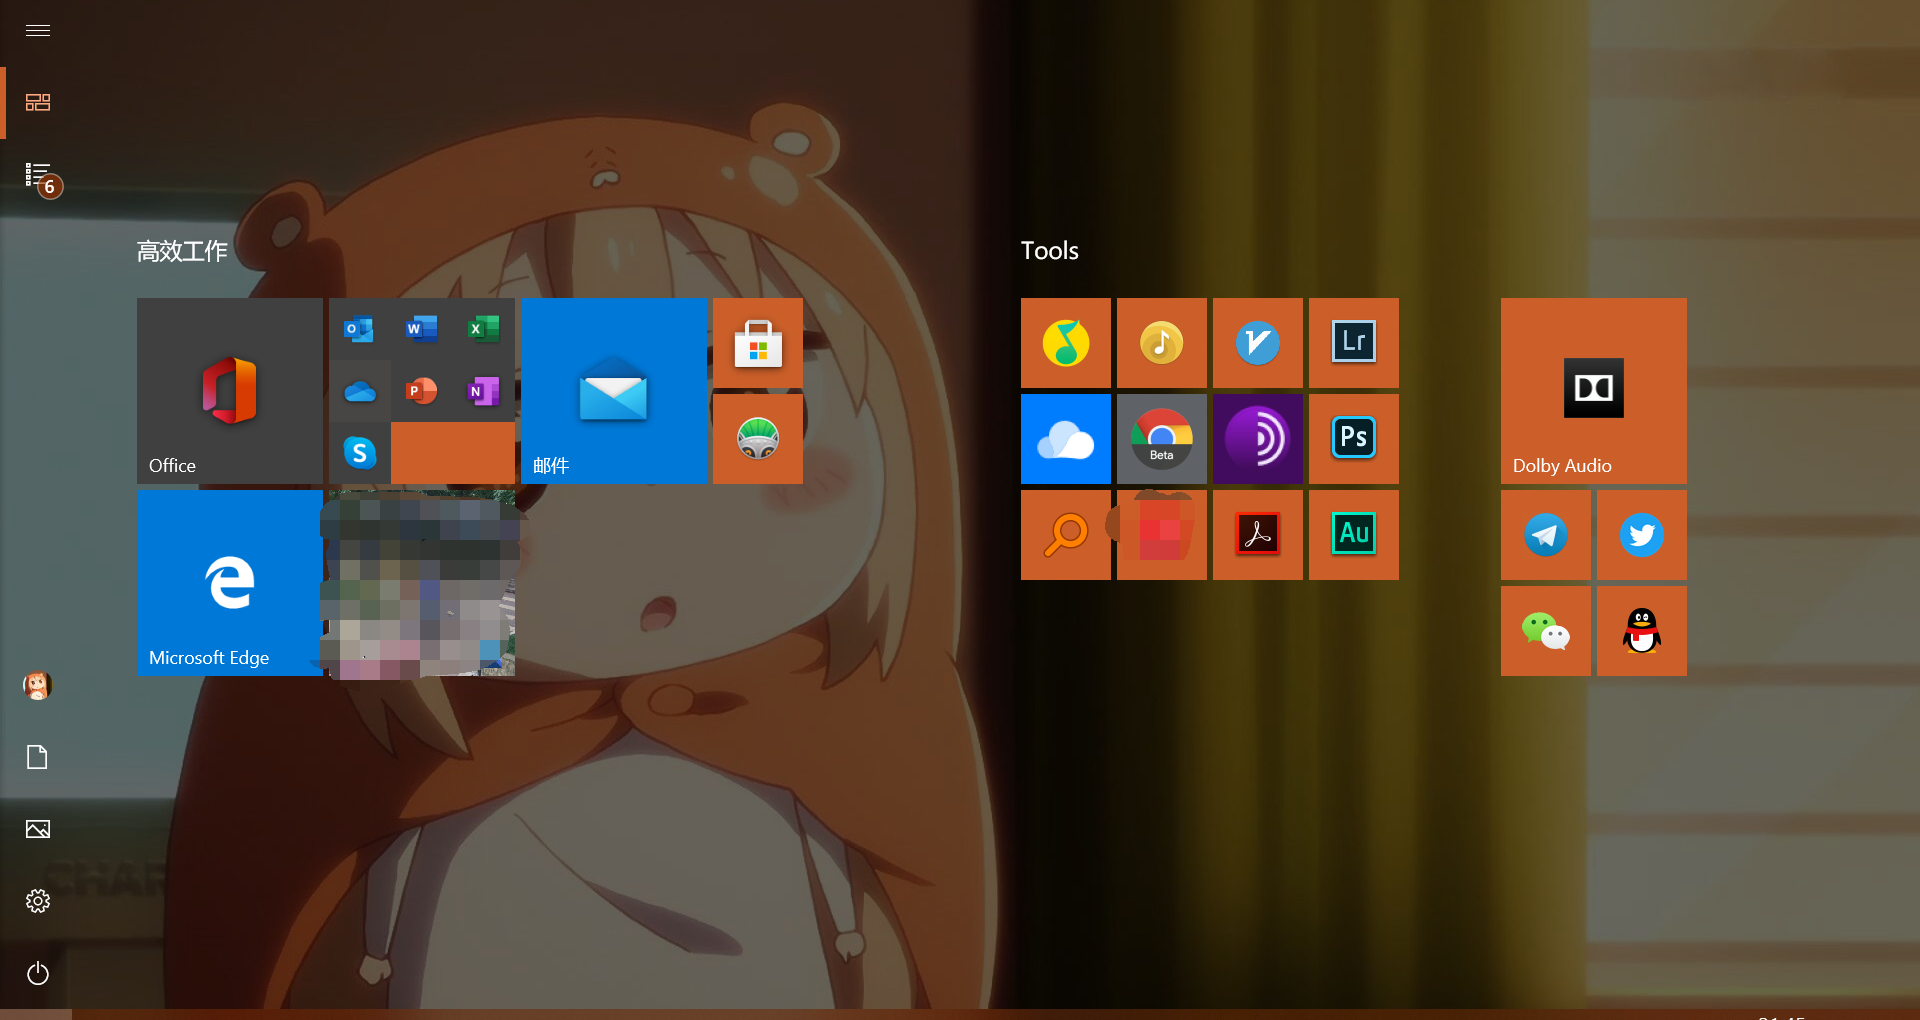 6
高效工作
Tools
O
W
X
P
N
S
Office
邮件
Microsoft Edge
Lr
Beta
Ps
Au
Dolby Audio